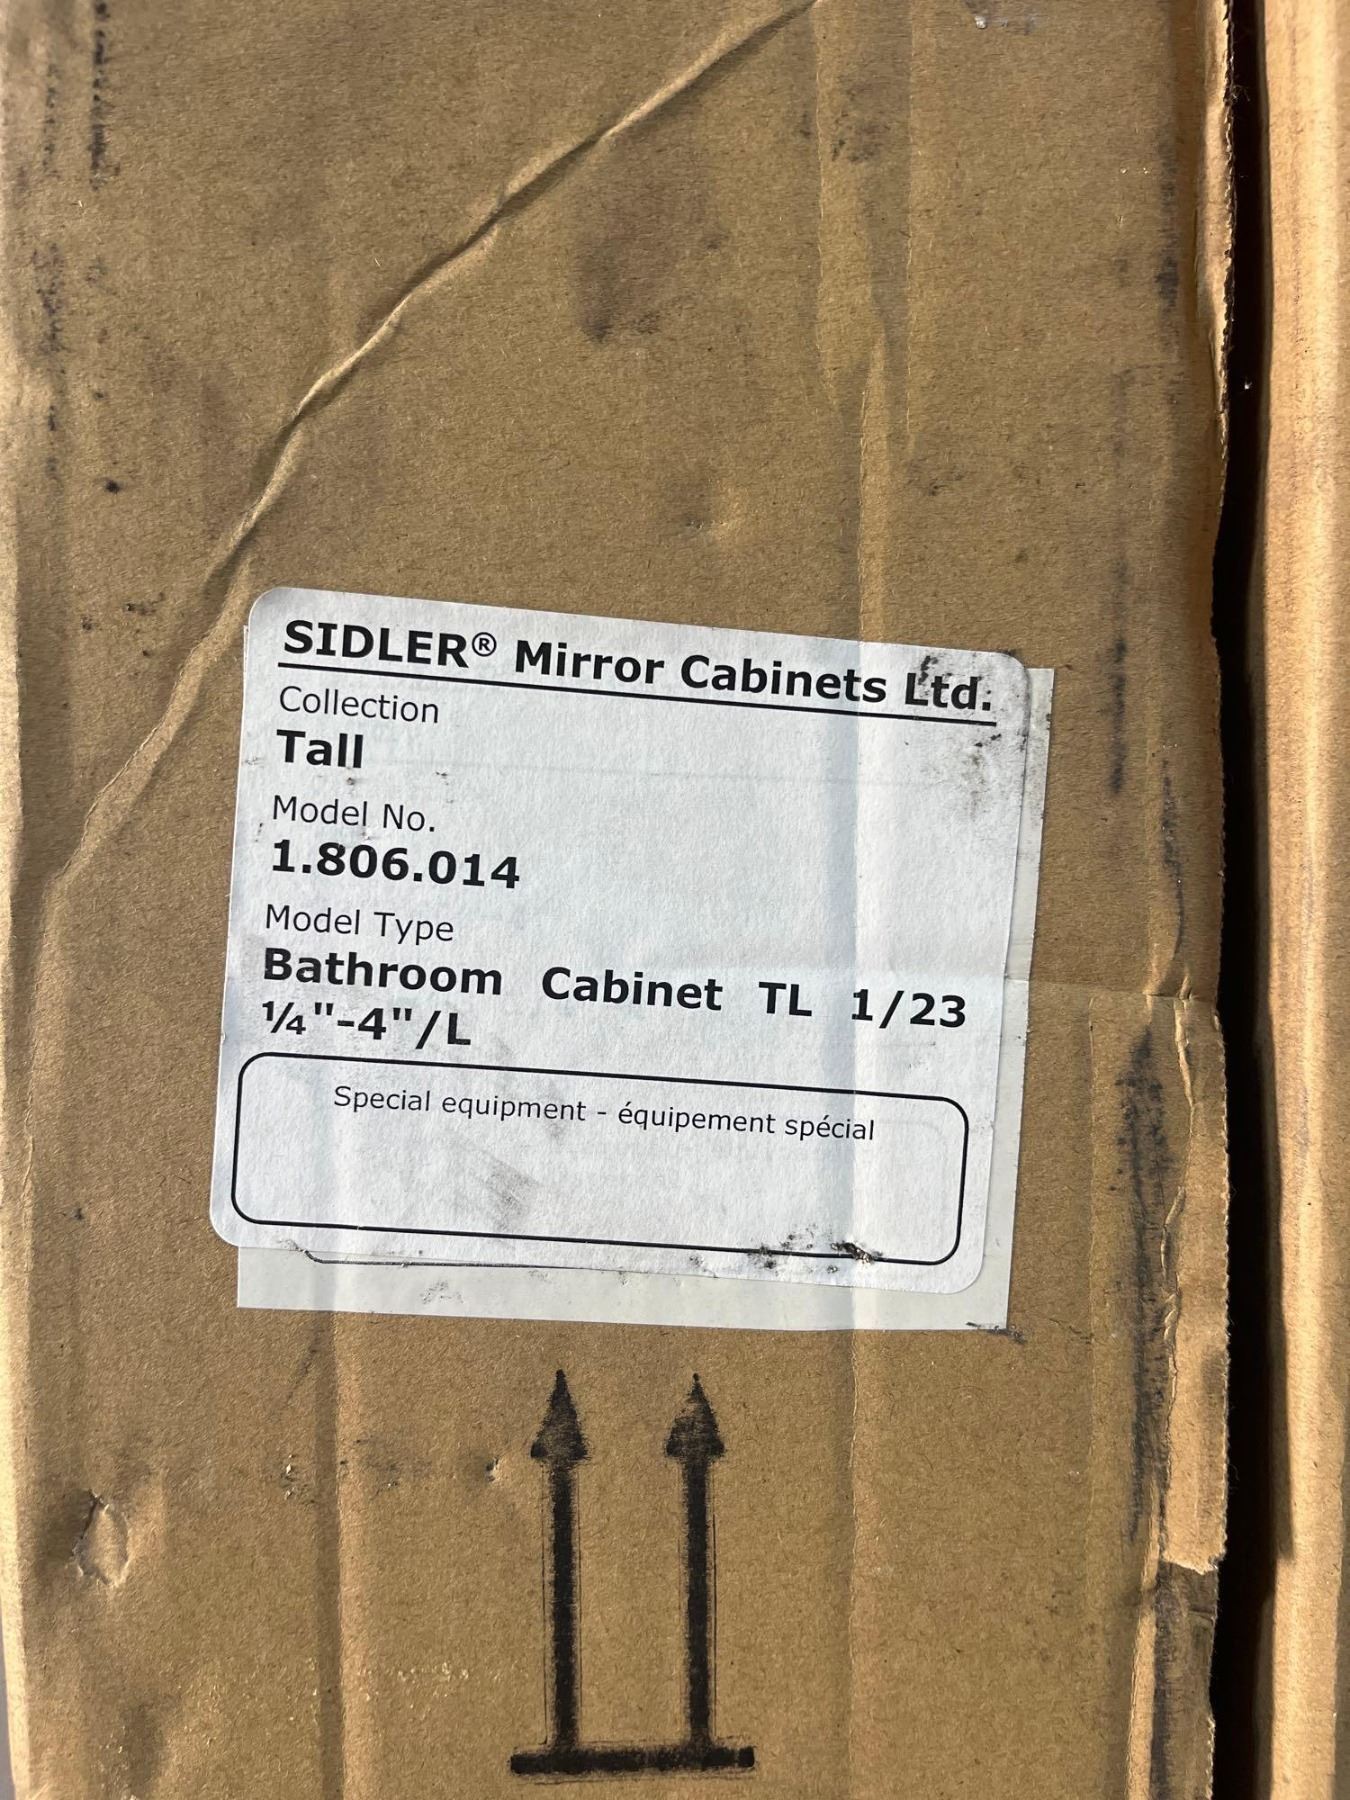 SIDLER® Mirror Cabinets Ltd.
Collection
Tall
Model No.
1.806.014
Model Type
Bathroom Cabinet TL 1/23
¼"-4"/L
Special equipment - équipement spécial